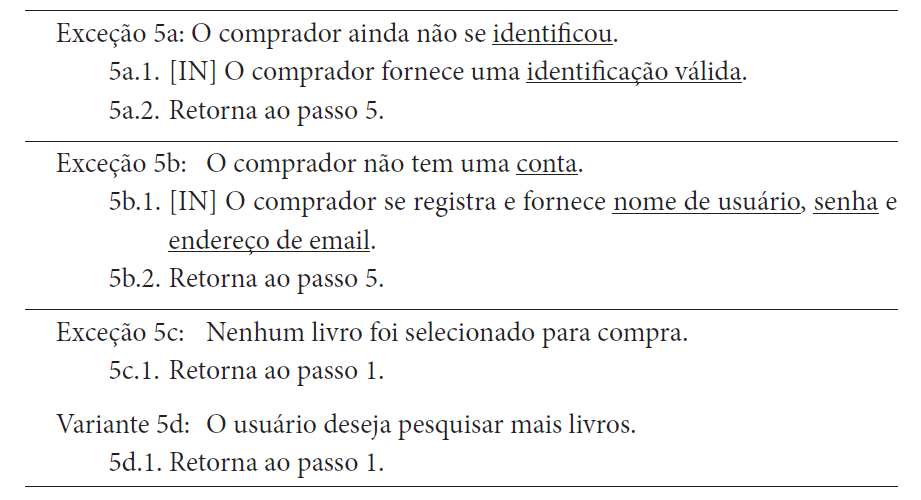 Exceção 5a: O comprador ainda não se identificou.
5a.1. [IN] O comprador fornece uma identificação válida.
5a.2. Retorna ao passo 5.
Exceção 5b: O comprador não tem uma conta.
5b.1. [IN] O comprador se registra e fornece nome de usuário, senha e
endereço de email.
5b.2. Retorna ao passo 5.
Exceção 5c: Nenhum livro foi selecionado para compra.
5c.1. Retorna ao passo 1.
Variante 5d: O usuário deseja pesquisar mais livros.
5d.1. Retorna ao passo 1.